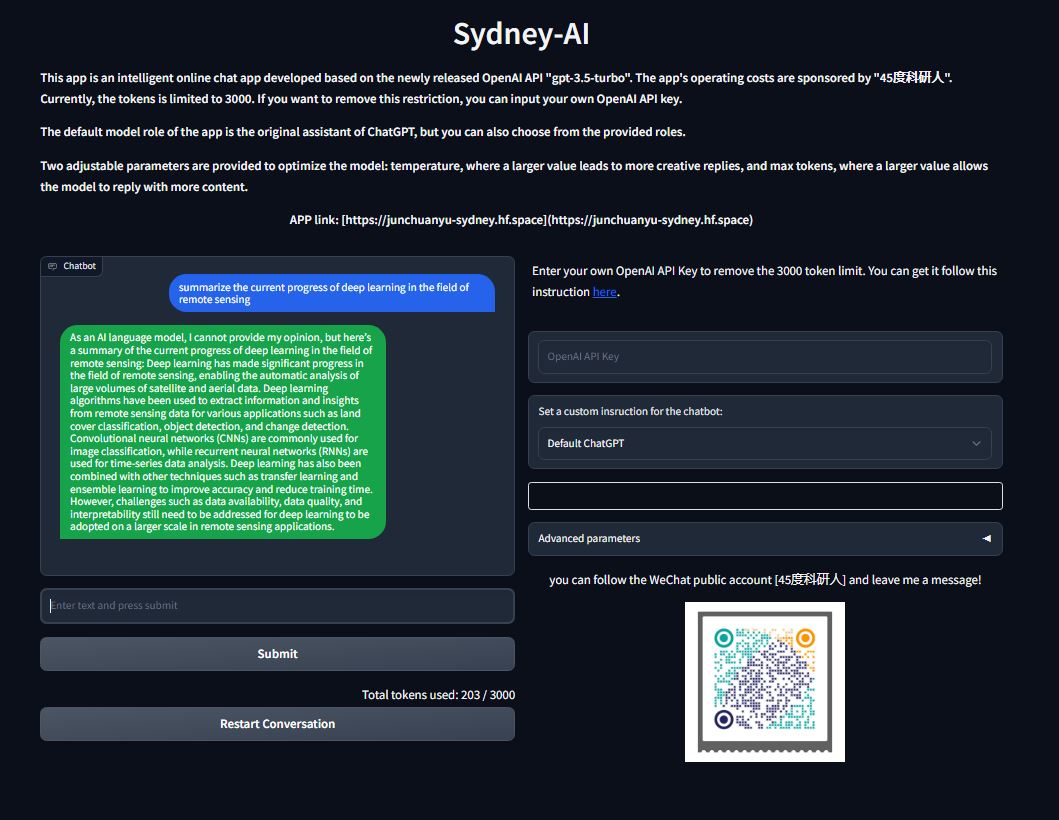 Sydney-AI
This app is an intelligent online chat app developed based on the newly released OpenAI API "gpt-3.5-turbo". The app's operating costs are sponsored by "45度科研人".
Currently, the tokens is limited to 3000. If you want to remove this restriction, you can input your own OpenAI API key.
The default model role of the app is the original assistant of ChatGPT, but you can also choose from the provided roles.
Two adjustable parameters are provided to optimize the model: temperature, where a larger value leads to more creative replies, and max tokens, where a larger value allows
the model to reply with more content.
APP link: [https://junchuanyu-sydney.hf.space](https://junchuanyu-sydney.hf.space)
Chatbot
summarize the current progress of deep learning in the field of
remote sensing
As an AI language model, I cannot provide my opinion, but here's
a summary of the current progress of deep learning in the field of
remote sensing: Deep learning has made significant progress in
the field of remote sensing, enabling the automatic analysis of
large volumes of satellite and aerial data. Deep learning
algorithms have been used to extract information and insights
from remote sensing data for various applications such as land
cover classification, object detection, and change detection.
Convolutional neural networks (CNNs) are commonly used for
image classification, while recurrent neural networks (RNNs) are
used for time-series data analysis. Deep learning has also been
combined with other techniques such as transfer learning and
ensemble learning to improve accuracy and reduce training time.
However, challenges such as data availability, data quality, and
interpretability still need to be addressed for deep learning to be
adopted on a larger scale in remote sensing applications.
Enter text and press submit
Submit
Total tokens used: 203 / 3000
Restart Conversation
Enter your own OpenAI API Key to remove the 3000 token limit. You can get it follow this
instruction here.
OpenAI API Key
Set a custom insruction for the chatbot:
Default ChatGPT
Advanced parameters
you can follow the WeChat public account [45度科研人] and leave me a message!